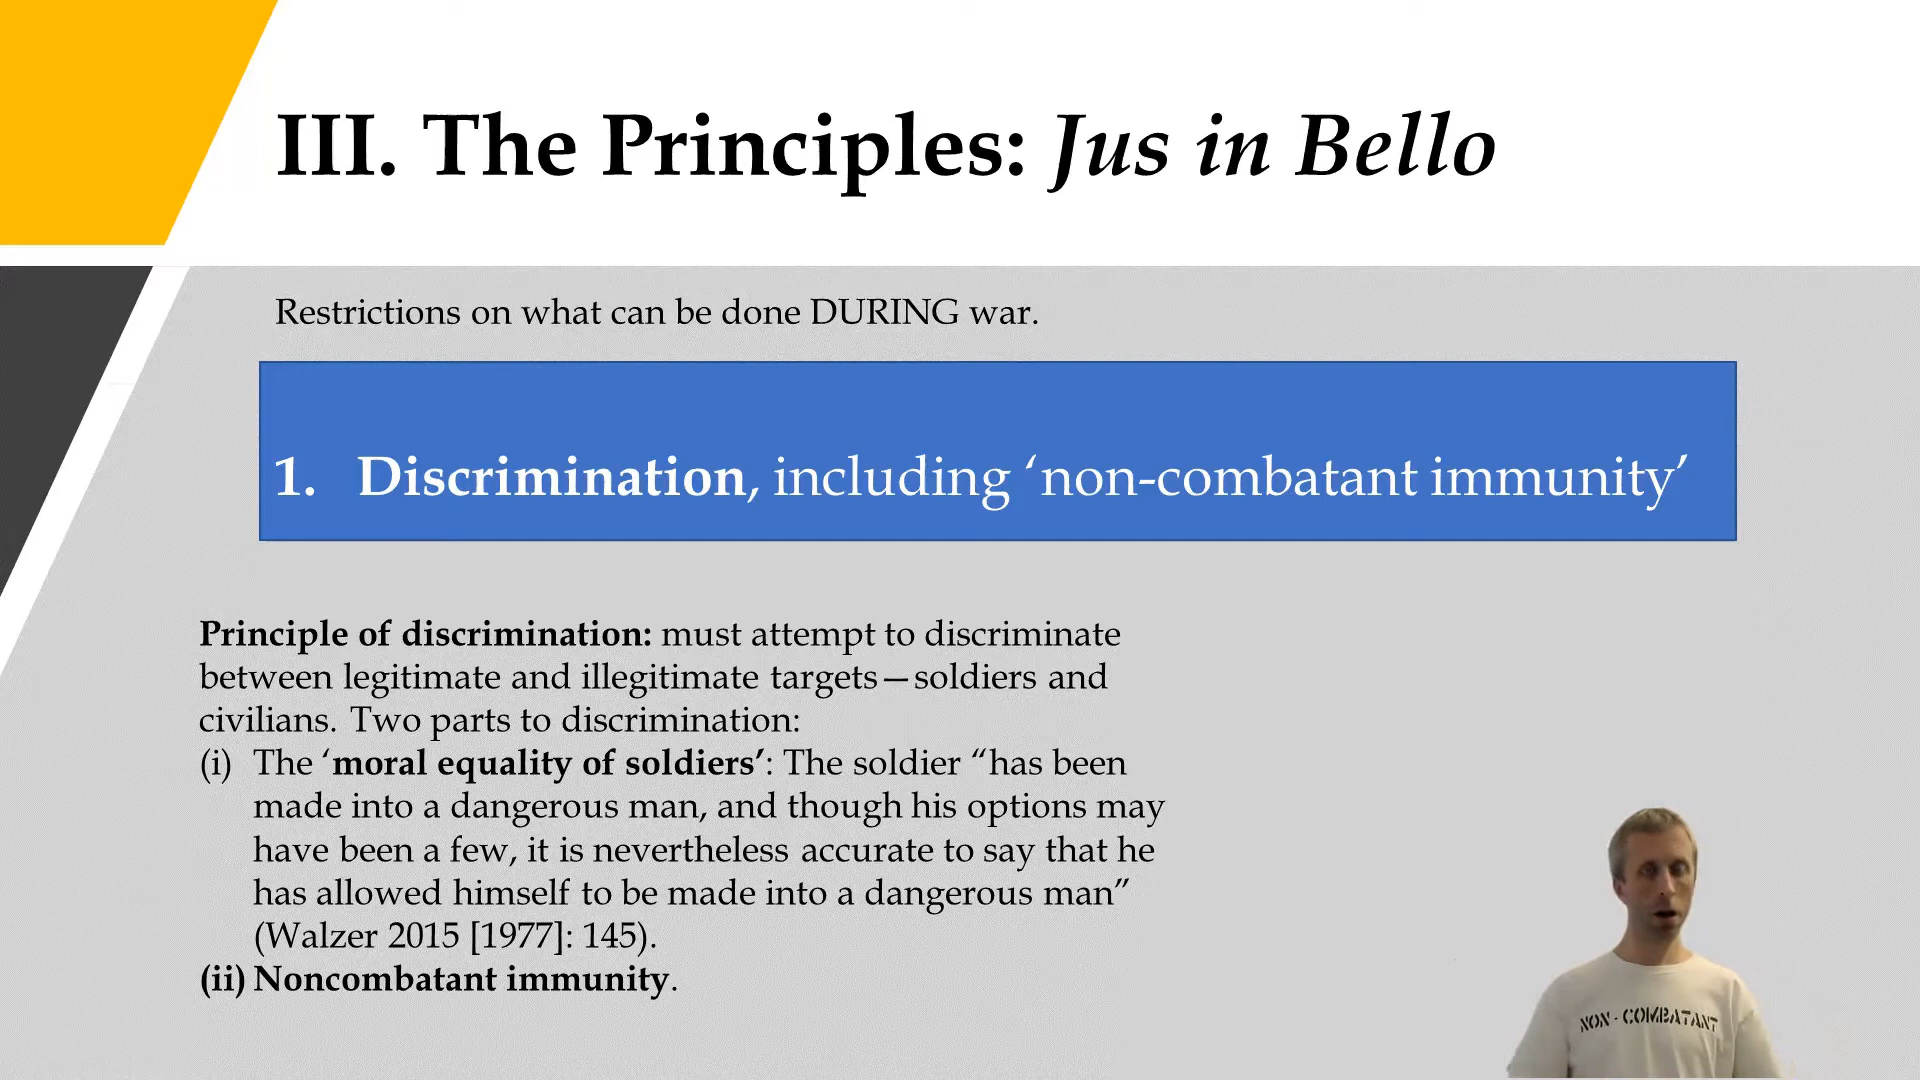 III. The Principles: Jus in Bello
Restrictions on what can be done DURING war.
1. Discrimination, including ‘non-combatant immunity’
Principle of discrimination: must attempt to discriminate
between legitimate and illegitimate targets—soldiers and
civilians. Two parts to discrimination:
(i) The ‘moral equality of soldiers’: The soldier “has been
made into a dangerous man, and though his options may
have been a few, it is nevertheless accurate to say that he
has allowed himself to be made into a dangerous man”
(Walzer 2015 [1977]: 145).
(ii) Noncombatant immunity.
NON-COMBATANT